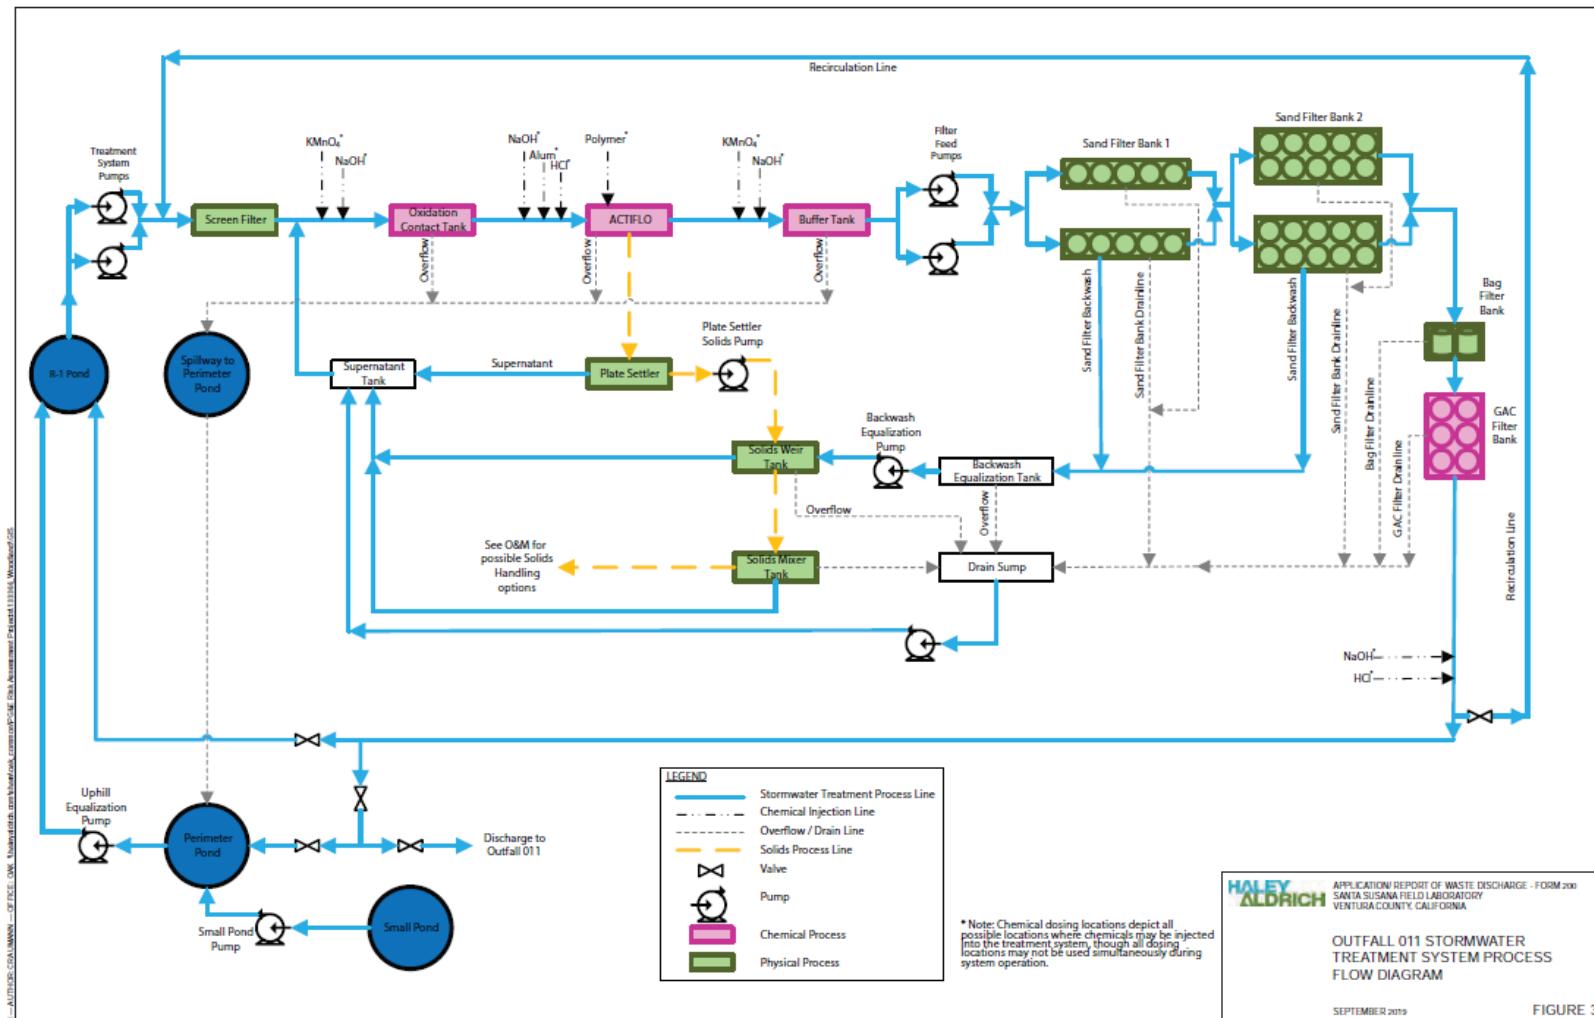 Recirculation Line
Treatment
System
Pumps
KMnO₄*
NaOH*
NaOH*
Alum*
HCl*
Polymer*
KMnO₄*
NaOH*
Filter
Feed
Pumps
Sand Filter Bank 1
Sand Filter Bank 2
Screen Filter
Oxidation
Contact Tank
ACTIFLO
Buffer Tank
Overflow
Overflow
Overflow
Sand Filter Backwash
Sand Filter Bank Drainline
Sand Filter Backwash
Sand Filter Bank Drainline
Bag
Filter
Bank
Bag Filter Drainline
GAC Filter Drainline
GAC
Filter
Bank
Recirculation Line
R-1 Pond
Spillway to
Perimeter
Pond
Supernatant
Tank
Supernatant
Plate Settler
Plate Settler
Solids Pump
Solids Weir
Tank
Backwash
Equalization
Pump
Backwash
Equalization Tank
Overflow
Overflow
See O&M for
possible Solids
Handling
options
Solids Mixer
Tank
Drain Sump
NaOH*
HCl*
Uphill
Equalization
Pump
Perimeter
Pond
Discharge to
Outfall 011
Small Pond
Pump
Small Pond
LEGEND
Stormwater Treatment Process Line
Chemical Injection Line
Overflow / Drain Line
Solids Process Line
Valve
Pump
Chemical Process
Physical Process
* Note: Chemical dosing locations depict all
possible locations where chemicals may be injected
into the treatment system, though all dosing
locations may not be used simultaneously during
system operation.
HALEY
ALDRICH
APPLICATION/ REPORT OF WASTE DISCHARGE - FORM 200
SANTA SUSANA FIELD LABORATORY
VENTURA COUNTY, CALIFORNIA
OUTFALL 011 STORMWATER
TREATMENT SYSTEM PROCESS
FLOW DIAGRAM
SEPTEMBER 2019
FIGURE 3